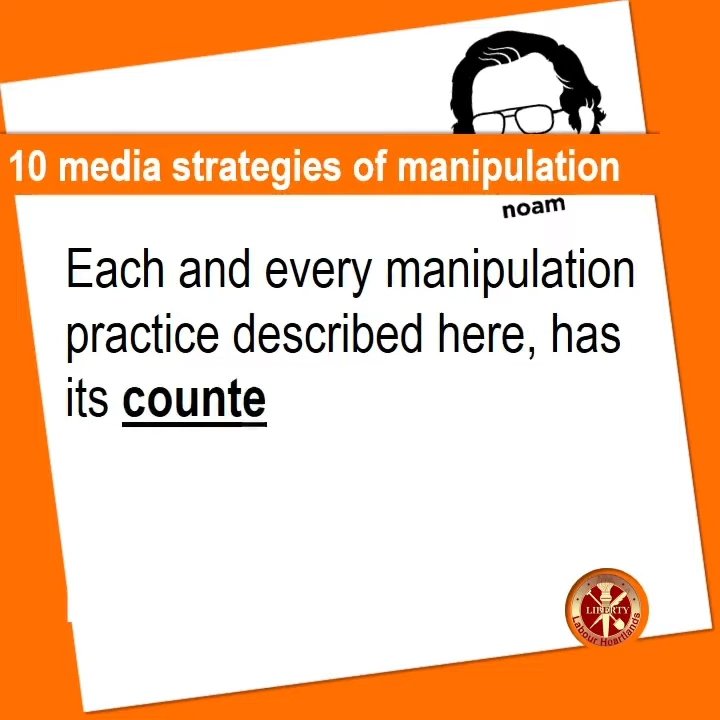 10 media strategies of manipulation
noam
Each and every manipulation
practice described here, has
its counte
LIBERTY
Labour Heartlands